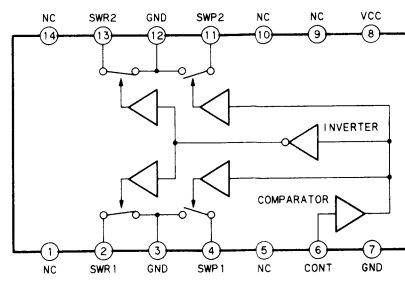 NC SWR2 GND SWP2 NC NC VCC
14 13 12 11 10 9 8
INVERTER
COMPARATOR
1 2 3 4 5 6 7
NC SWR1 GND SWP1 NC CONT GND